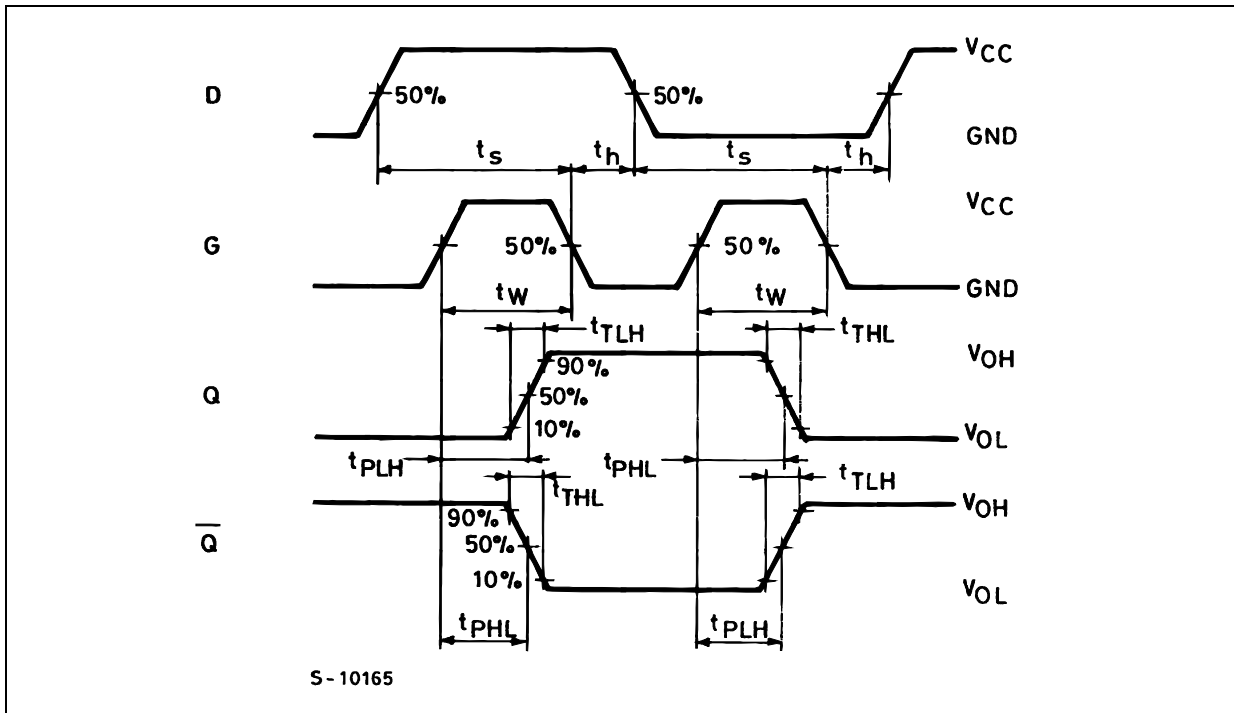 VCC
D 50% 50%
GND
ts th ts th
VCC
G 50% 50%
GND
tW tW
tTLH tTHL
VOH
90%
Q 50%
10%
VOL
tPLH tPHL
tTHL tTLH
VOH
90%
Q̅ 50%
10%
VOL
tPHL tPLH
S-10165